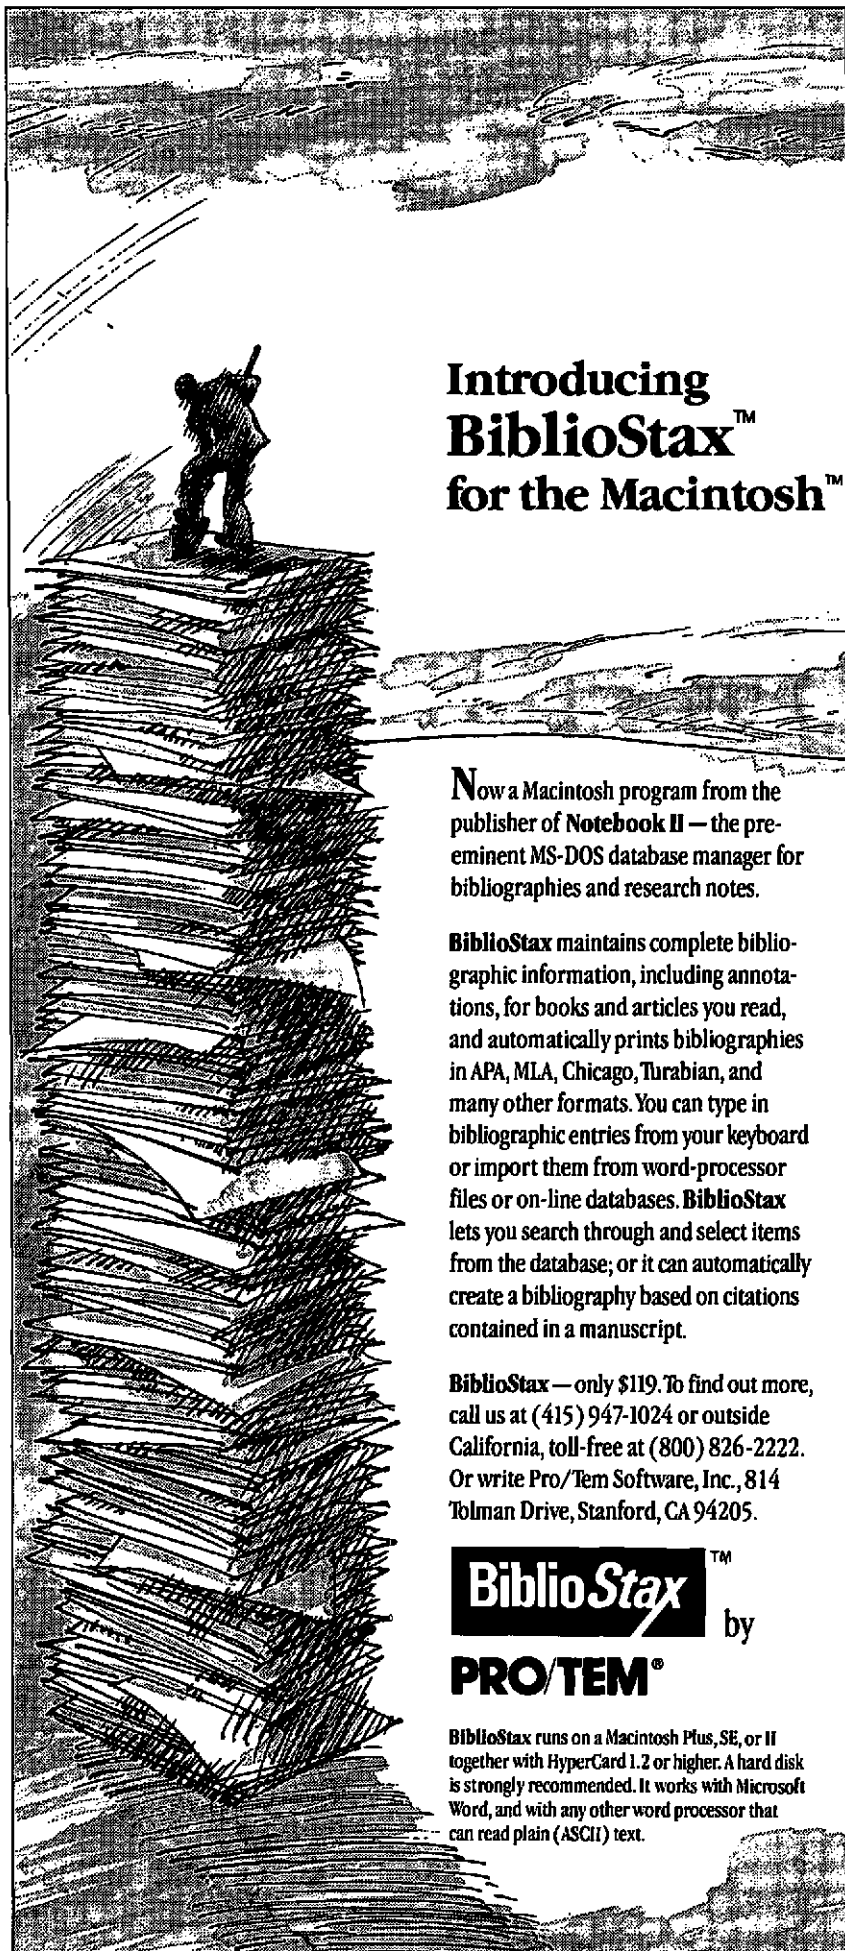 Introducing
BiblioStax™
for the Macintosh™
Now a Macintosh program from the
publisher of Notebook II — the pre-
eminent MS-DOS database manager for
bibliographies and research notes.
BiblioStax maintains complete biblio-
graphic information, including annota-
tions, for books and articles you read,
and automatically prints bibliographies
in APA, MLA, Chicago, Turabian, and
many other formats. You can type in
bibliographic entries from your keyboard
or import them from word-processor
files or on-line databases. BiblioStax
lets you search through and select items
from the database; or it can automatically
create a bibliography based on citations
contained in a manuscript.
BiblioStax — only $119. To find out more,
call us at (415) 947-1024 or outside
California, toll-free at (800) 826-2222.
Or write Pro/Tem Software, Inc., 814
Tolman Drive, Stanford, CA 94205.
BiblioStax™
by
PRO/TEM®
BiblioStax runs on a Macintosh Plus, SE, or II
together with HyperCard 1.2 or higher. A hard disk
is strongly recommended. It works with Microsoft
Word, and with any other word processor that
can read plain (ASCII) text.